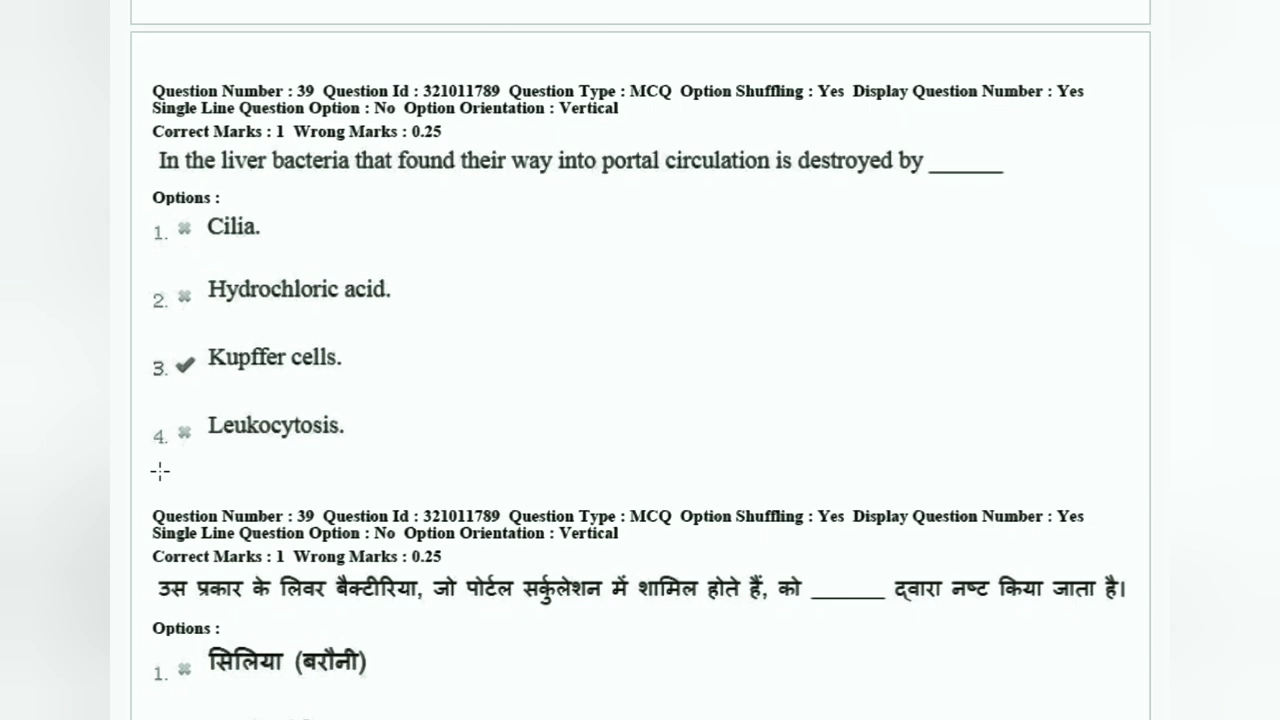 Question Number : 39 Question Id : 321011789 Question Type : MCQ Option Shuffling : Yes Display Question Number : Yes
Single Line Question Option : No Option Orientation : Vertical
Correct Marks : 1 Wrong Marks : 0.25
In the liver bacteria that found their way into portal circulation is destroyed by ______
Options :
1. Cilia.
2. Hydrochloric acid.
3. Kupffer cells.
4. Leukocytosis.
Question Number : 39 Question Id : 321011789 Question Type : MCQ Option Shuffling : Yes Display Question Number : Yes
Single Line Question Option : No Option Orientation : Vertical
Correct Marks : 1 Wrong Marks : 0.25
उस प्रकार के लिवर बैक्टीरिया, जो पोर्टल सर्कुलेशन में शामिल होते हैं, को ______ द्वारा नष्ट किया जाता है।
Options :
1. सिलिया (बरौनी)